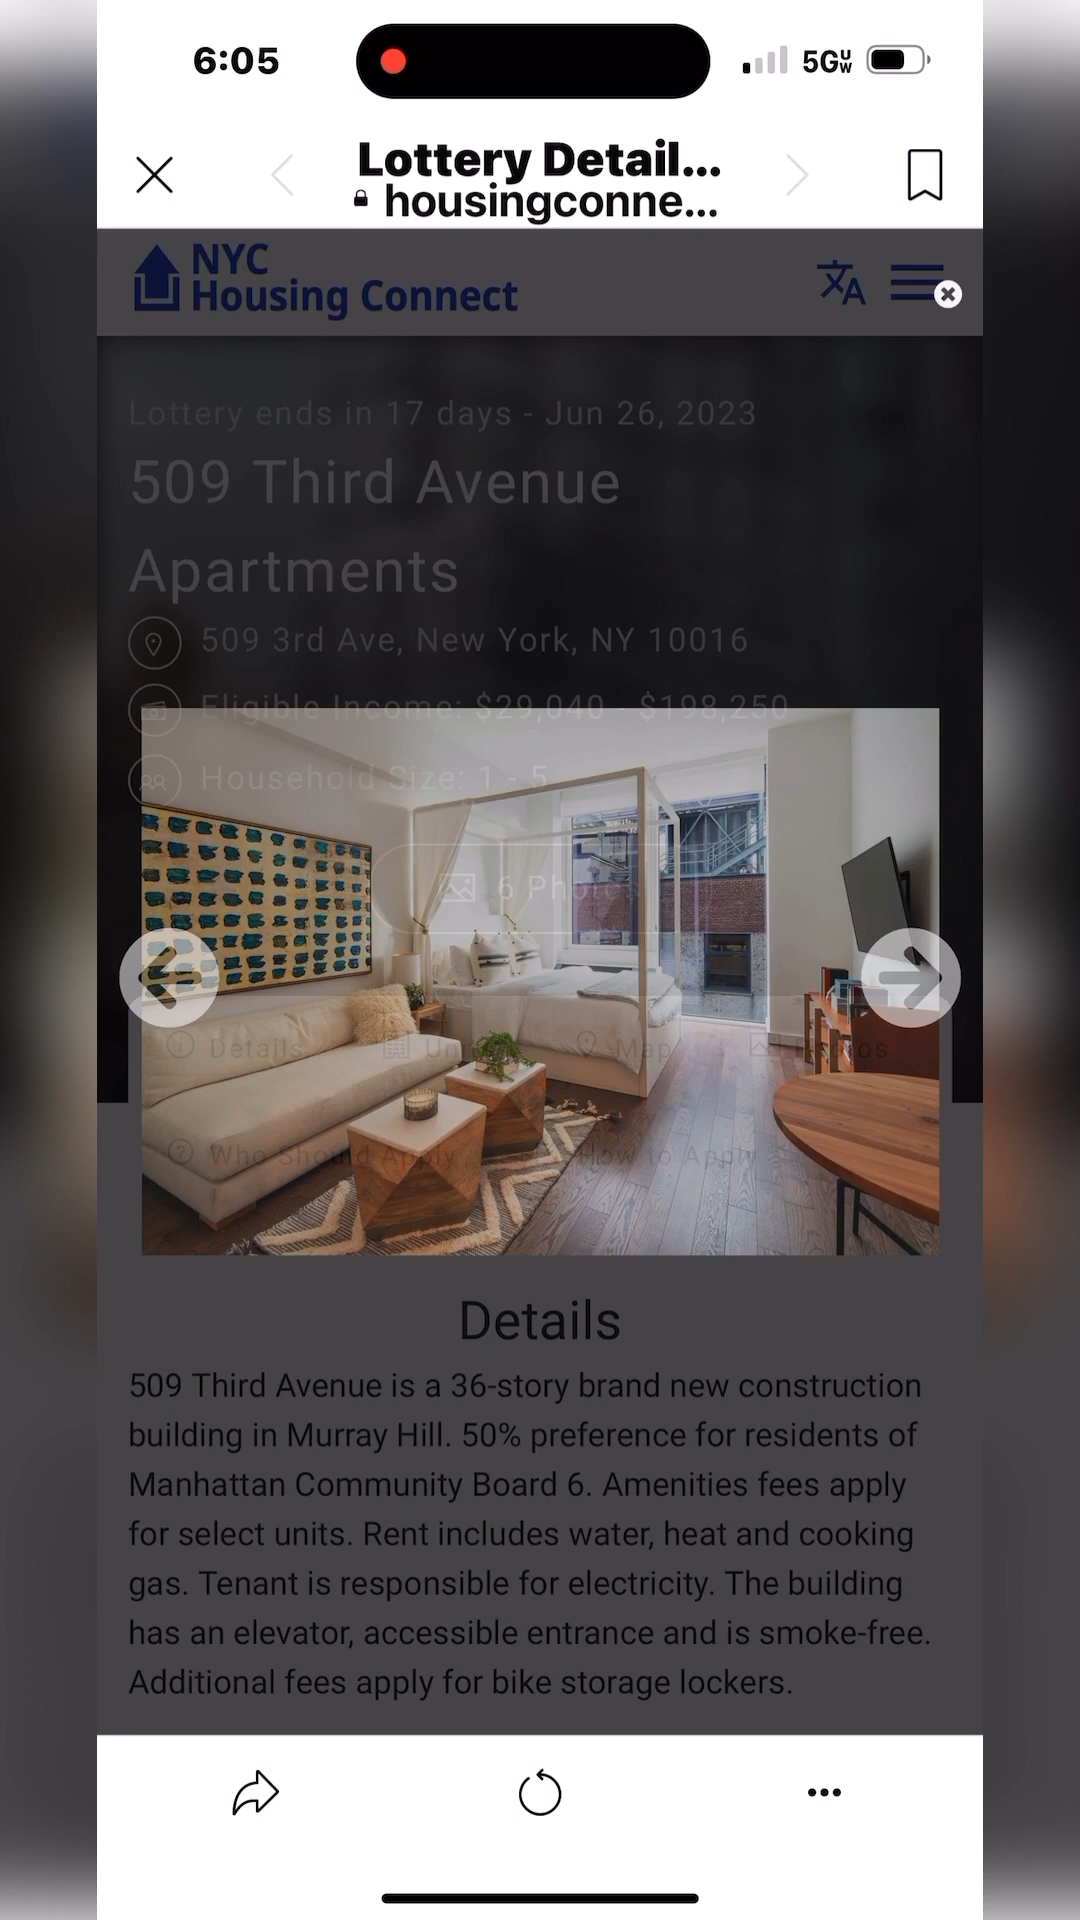 6:05
5GUW
Lottery Detail...
housingconne...
NYC
Housing Connect
Lottery ends in 17 days - Jun 26, 2023
509 Third Avenue
Apartments
509 3rd Ave, New York, NY 10016
Eligible Income: $29,040 - $198,250
Household Size: 1 - 5
6 Photos
Details
Map
Who Should Apply
How to Apply
Details
509 Third Avenue is a 36-story brand new construction
building in Murray Hill. 50% preference for residents of
Manhattan Community Board 6. Amenities fees apply
for select units. Rent includes water, heat and cooking
gas. Tenant is responsible for electricity. The building
has an elevator, accessible entrance and is smoke-free.
Additional fees apply for bike storage lockers.